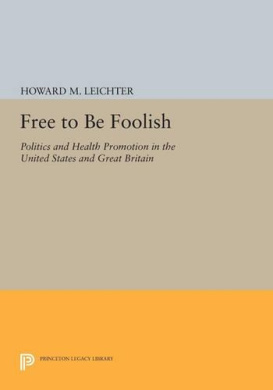 HOWARD M. LEICHTER
Free to Be Foolish
Politics and Health Promotion in the
United States and Great Britain
PRINCETON LEGACY LIBRARY